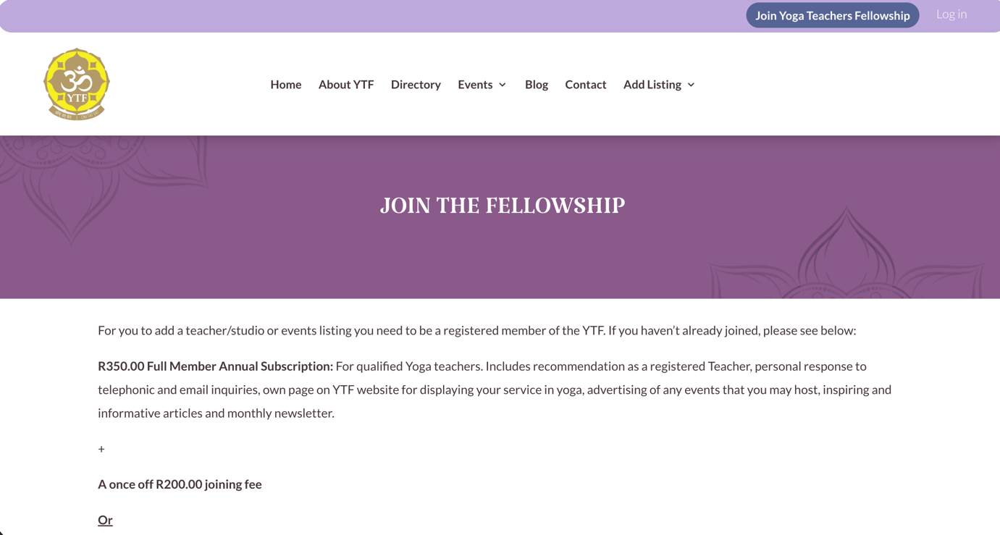 Join Yoga Teachers Fellowship
Log in
ॐ
YTF
Home
About YTF
Directory
Events
Blog
Contact
Add Listing
JOIN THE FELLOWSHIP
For you to add a teacher/studio or events listing you need to be a registered member of the YTF. If you haven’t already joined, please see below:
R350.00 Full Member Annual Subscription: For qualified Yoga teachers. Includes recommendation as a registered Teacher, personal response to
telephonic and email inquiries, own page on YTF website for displaying your service in yoga, advertising of any events that you may host, inspiring and
informative articles and monthly newsletter.
+
A once off R200.00 joining fee
Or